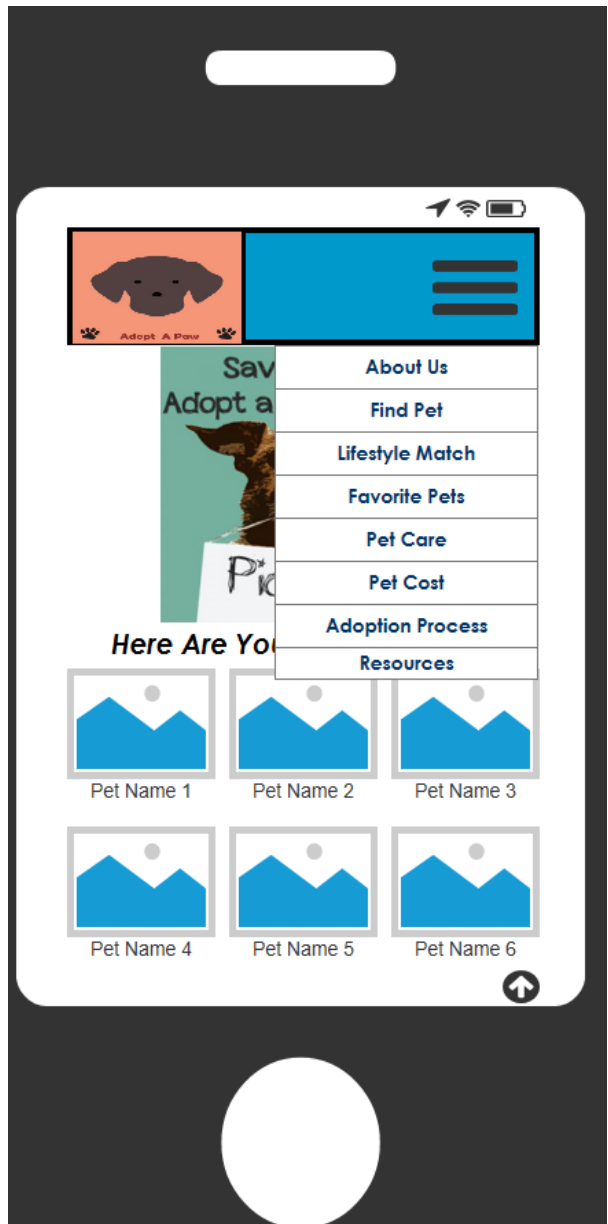 Adopt A Paw
About Us
Find Pet
Lifestyle Match
Favorite Pets
Pet Care
Pet Cost
Adoption Process
Resources
Adopt a
Here Are
Pet Name 1
Pet Name 2
Pet Name 3
Pet Name 4
Pet Name 5
Pet Name 6